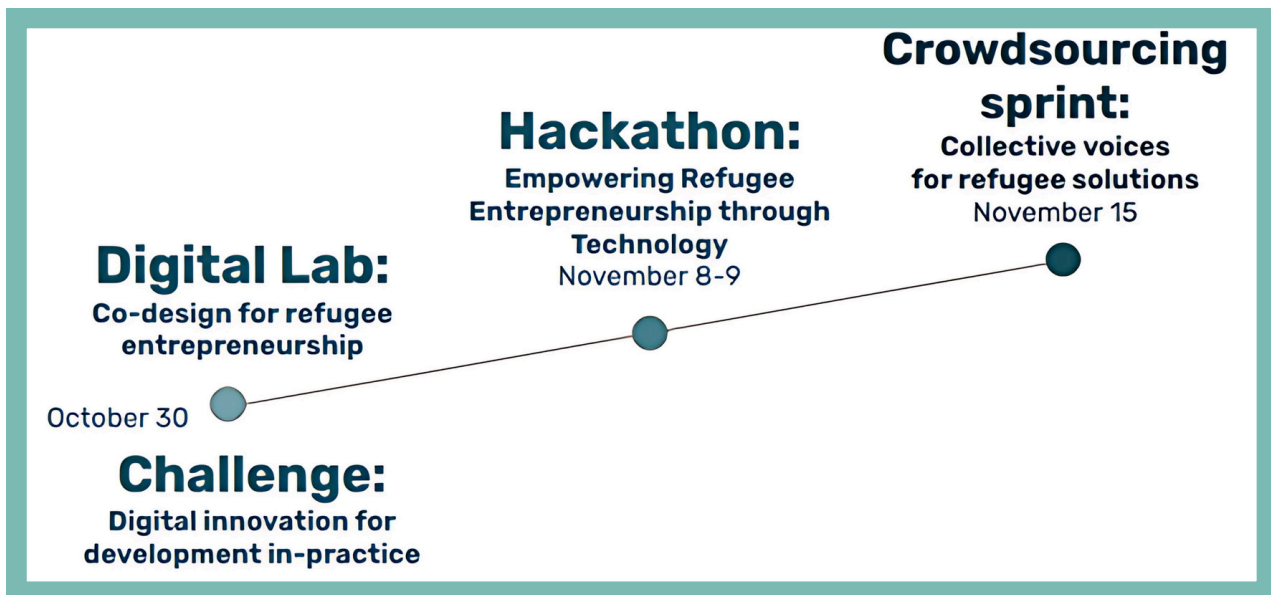 Digital Lab:
Co-design for refugee
entrepreneurship
October 30
Challenge:
Digital innovation for
development in-practice
Hackathon:
Empowering Refugee
Entrepreneurship through
Technology
November 8-9
Crowdsourcing
sprint:
Collective voices
for refugee solutions
November 15